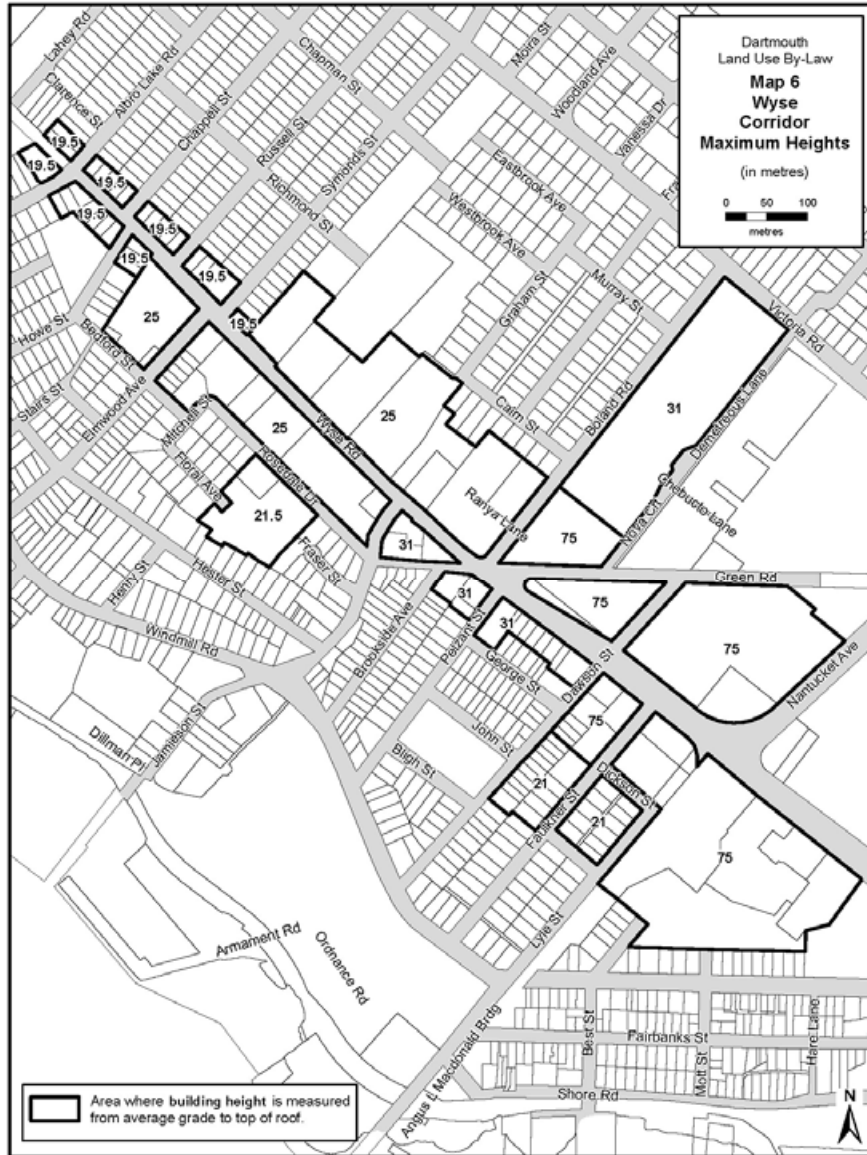 Dartmouth
Land Use By-Law
Map 6
Wyse
Corridor
Maximum Heights
(in metres)
0 50 100
metres
Lahey Rd
Clarence St
Albro Lake Rd
Chappell St
Chapman St
Russell St
Symonds St
Richmond St
Moira St
Woodland Ave
Vanessa Dr
Fra
Eastbrook Ave
Westbrook Ave
Graham St
Murray St
Victoria Rd
19.5
19.5
19.5
19.5
19.5
19.5
19.5
19.5
25
Howe St
Bedford St
Stairs St
Elmwood Ave
Mitchell St
Floral Ave
Rosedale Dr
25
Wyse Rd
25
Cairn St
Boland Rd
31
Demetreous Lane
Chebucto Lane
Nova Crt
Ranya Lane
75
Green Rd
21.5
Fraser St
Hester St
Henry St
Windmill Rd
31
31
31
75
75
Nantucket Ave
Brookside Ave
Pelzant St
George St
Dawson St
John St
Bligh St
Jamieson St
Dillman Pl
75
21
Faulkner St
Dickson St
21
75
Lyle St
Armament Rd
Ordnance Rd
Angus L Macdonald Brdg
Best St
Fairbanks St
Mott St
Hare Lane
Shore Rd
N
Area where building height is measured
from average grade to top of roof.